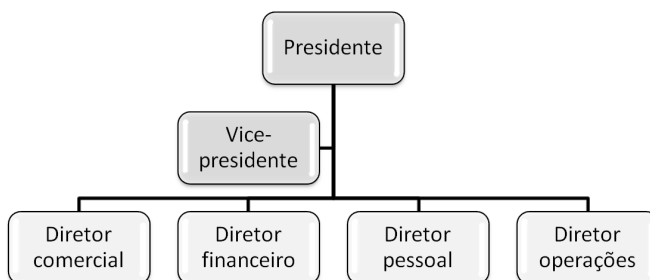 Presidente
Vice-
presidente
Diretor
comercial
Diretor
financeiro
Diretor
pessoal
Diretor
operações